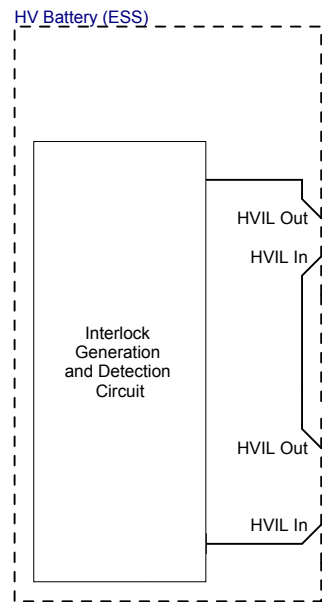 HV Battery (ESS)
HVIL Out
HVIL In
Interlock
Generation
and Detection
Circuit
HVIL Out
HVIL In